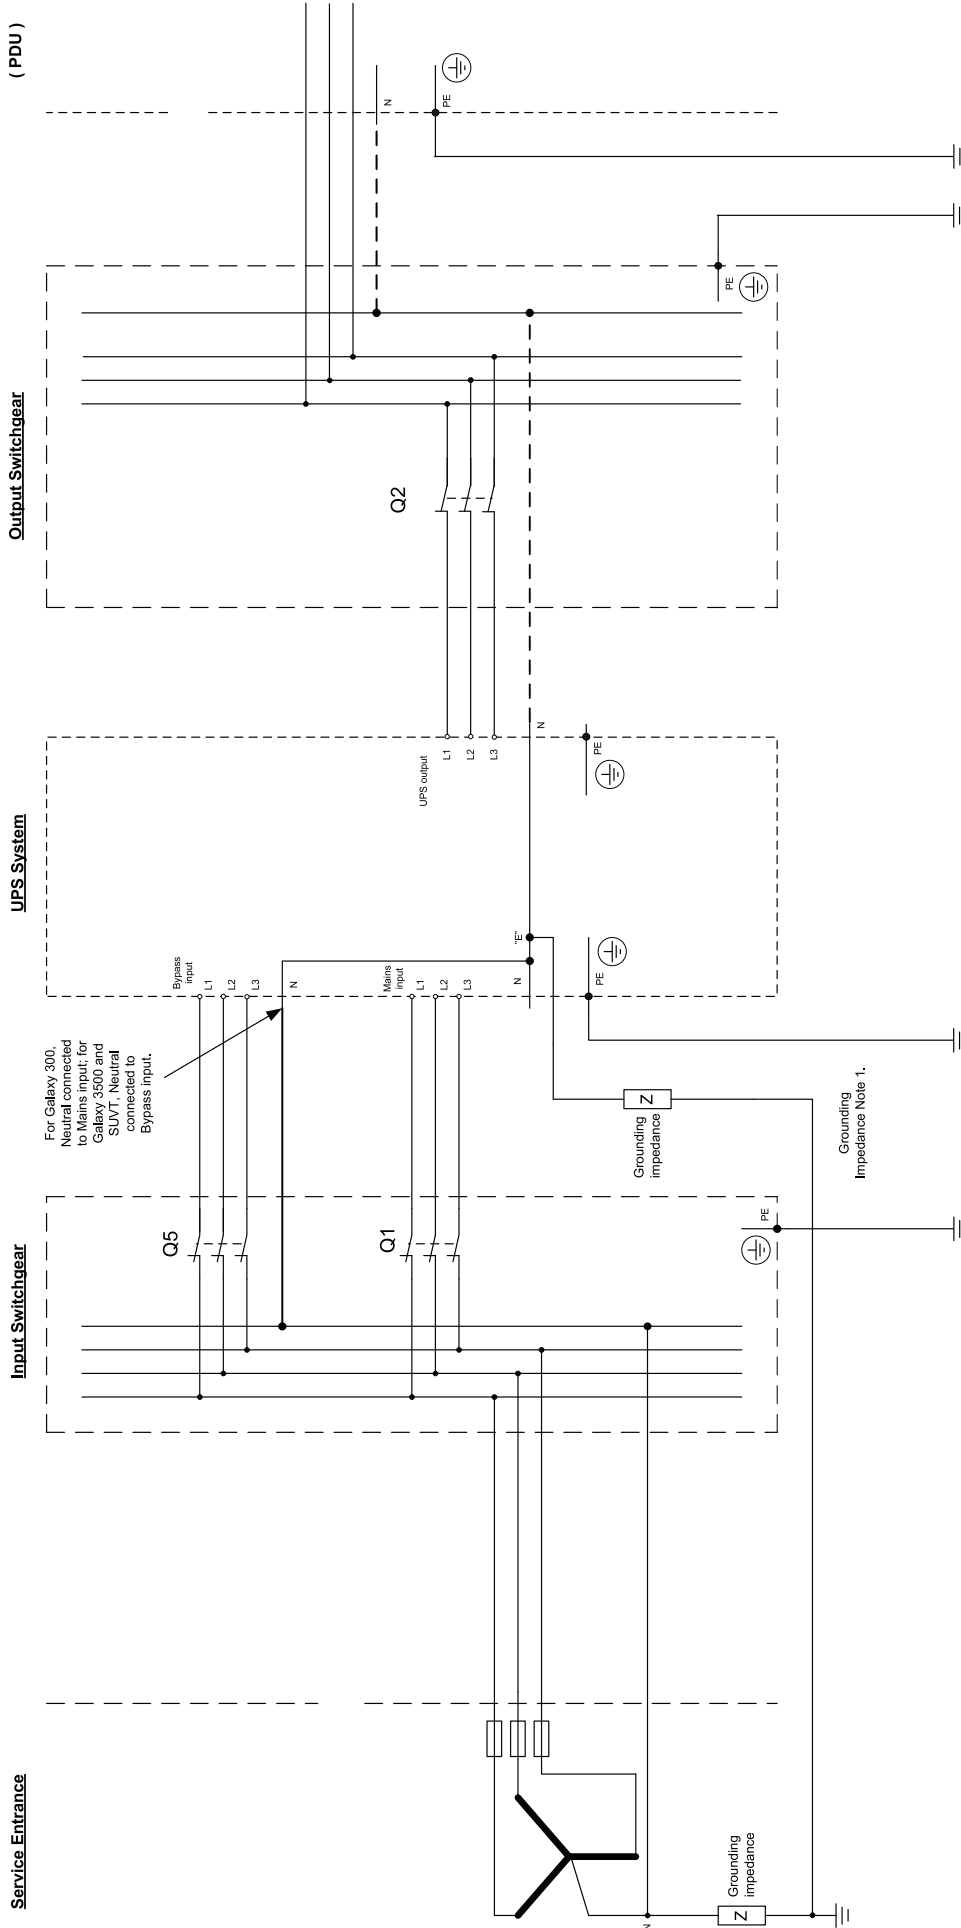 Service Entrance
Input Switchgear
UPS System
Output Switchgear
( PDU )
For Galaxy 300,
Neutral connected
to Mains input; for
Galaxy 3500 and
SUVT, Neutral
connected to
Bypass input.
Q5
Bypass
input
L1
L2
L3
N
Q1
Mains
input
L1
L2
L3
N
"E"
PE
UPS output
L1
L2
L3
N
PE
Q2
PE
N
PE
PE
Z
Grounding
impedance
Grounding
Impedance Note 1.
N
Z
Grounding
impedance